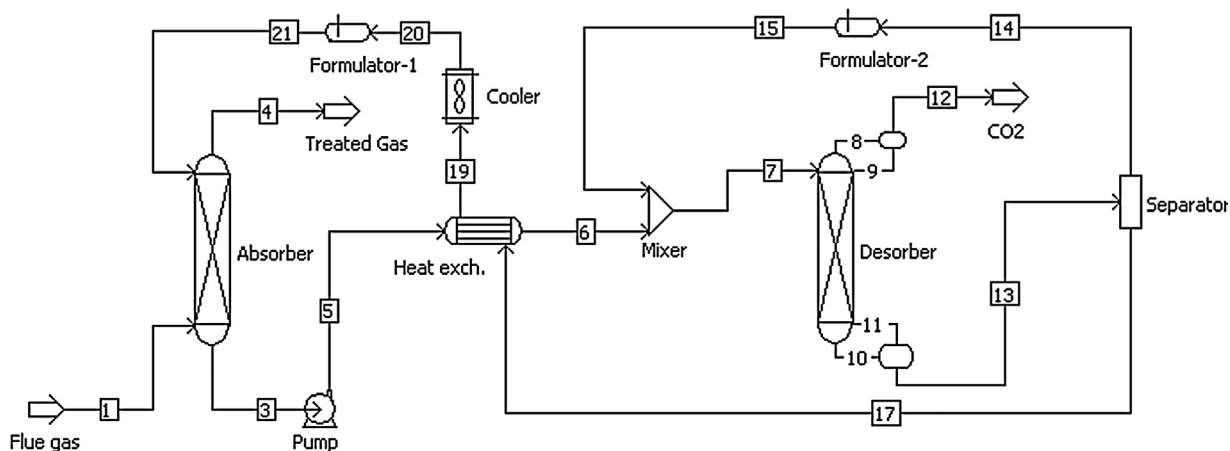 21
20
Formulator-1
Cooler
4
Treated Gas
19
Absorber
Heat exch.
5
6
1
Flue gas
3
Pump
15
14
Formulator-2
12
CO2
8
9
7
Mixer
Desorber
Separator
13
11
10
17